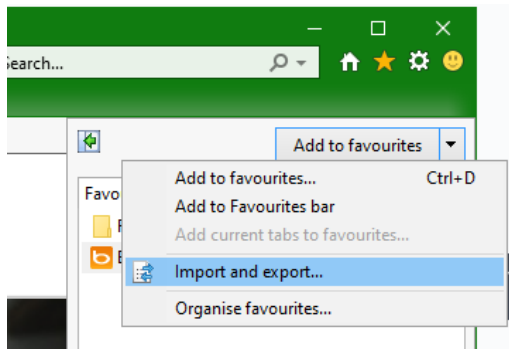 Search...
Add to favourites
Add to favourites... Ctrl+D
Favo
Add to Favourites bar
Add current tabs to favourites...
Import and export...
Organise favourites...